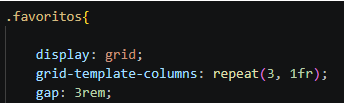 .favoritos{
display: grid;
grid-template-columns: repeat(3, 1fr);
gap: 3rem;